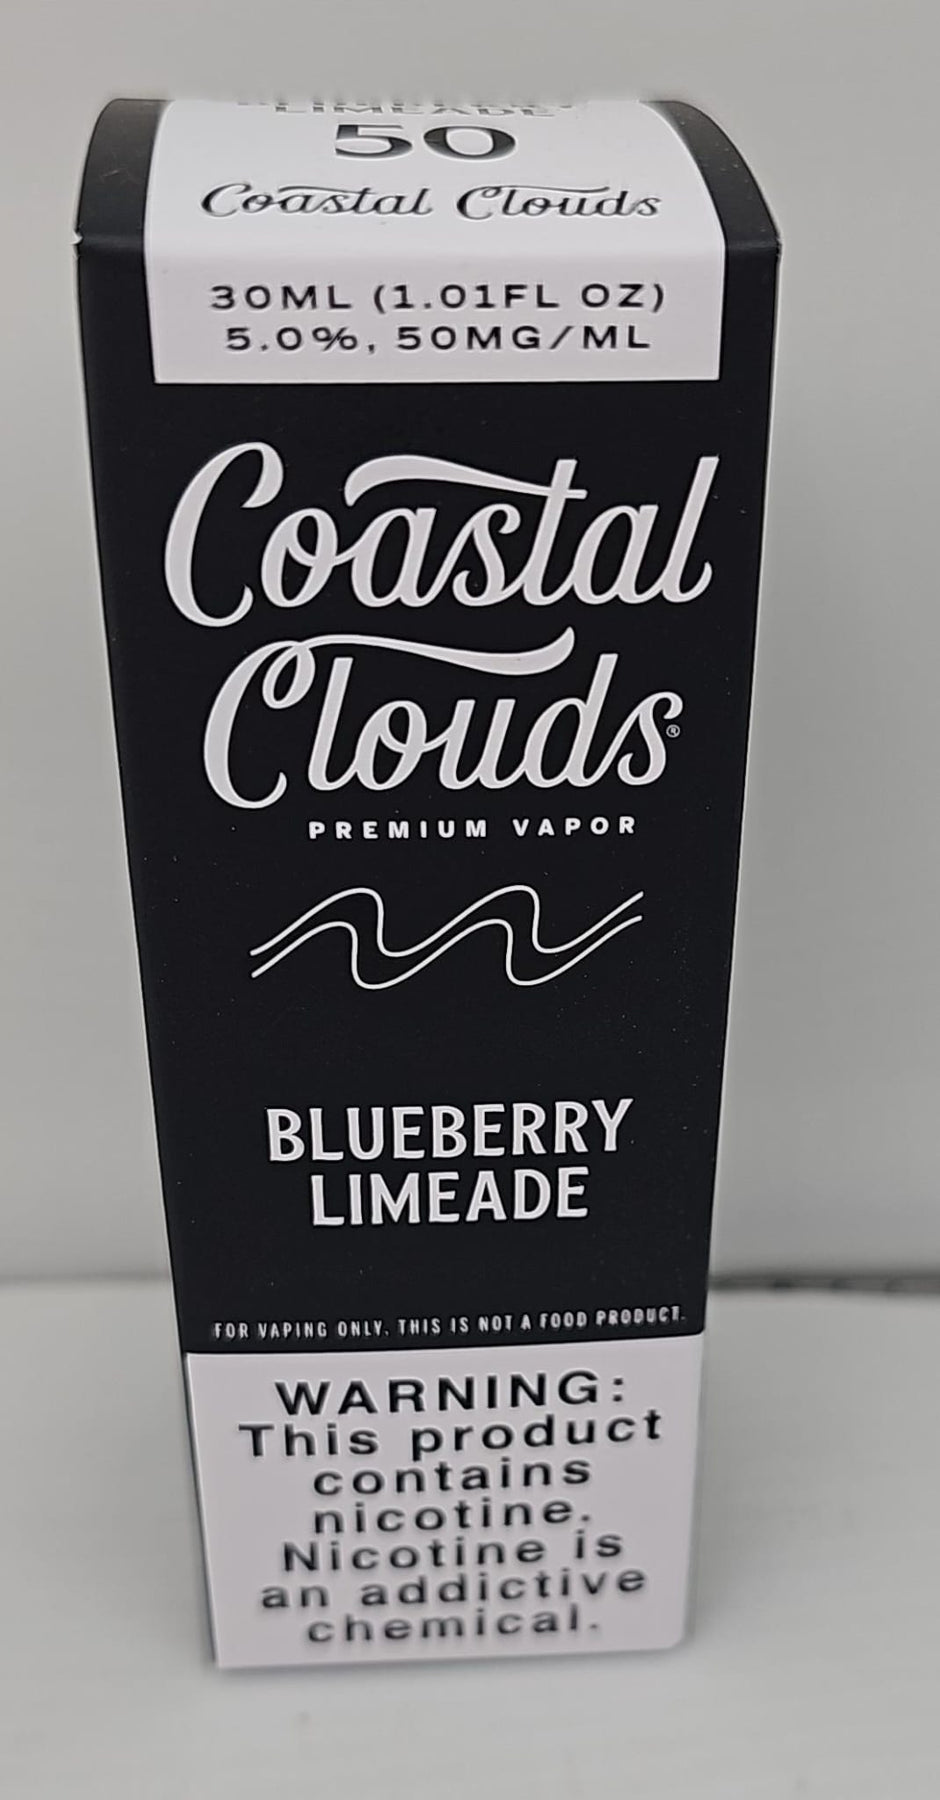 LIMEADE
50
Coastal Clouds
30ML (1.01FL OZ)
5.0%, 50MG/ML
Coastal
Clouds®
PREMIUM VAPOR
BLUEBERRY
LIMEADE
FOR VAPING ONLY. THIS IS NOT A FOOD PRODUCT.
WARNING:
This product
contains
nicotine.
Nicotine is
an addictive
chemical.